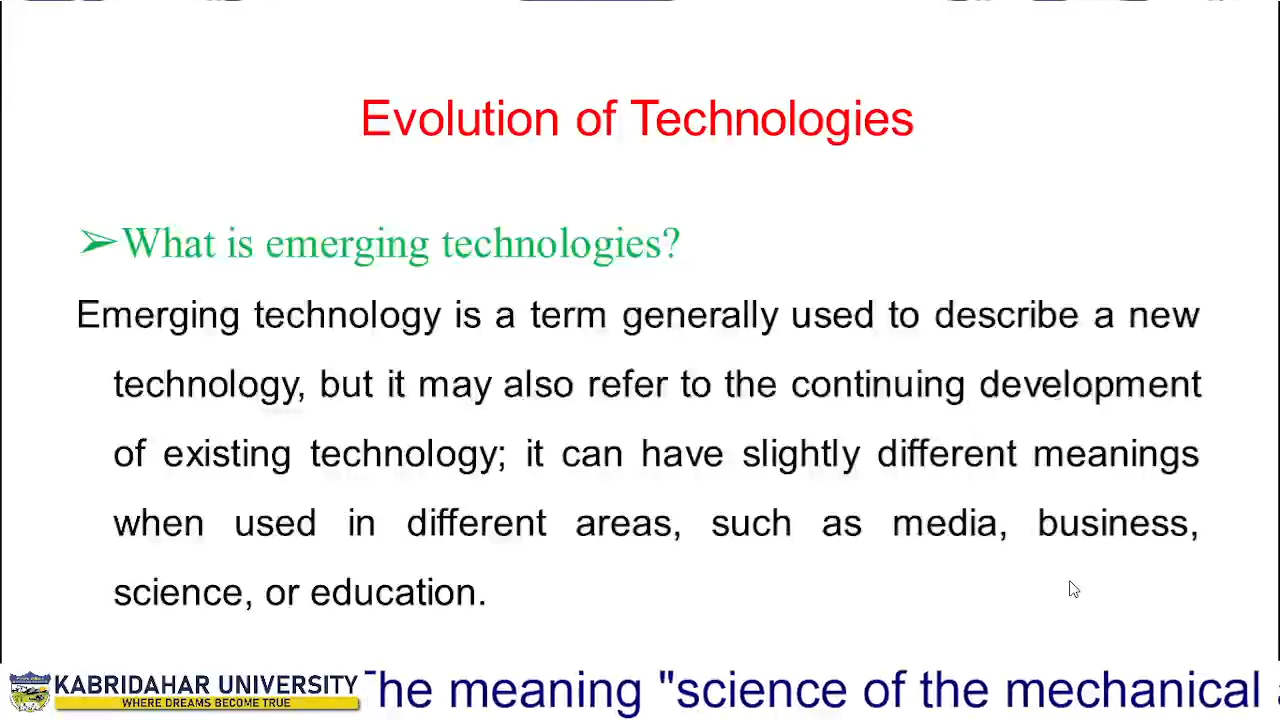 Evolution of Technologies
➢What is emerging technologies?
Emerging technology is a term generally used to describe a new
technology, but it may also refer to the continuing development
of existing technology; it can have slightly different meanings
when used in different areas, such as media, business,
science, or education.
KABRIDAHAR UNIVERSITY
WHERE DREAMS BECOME TRUE
The meaning "science of the mechanical